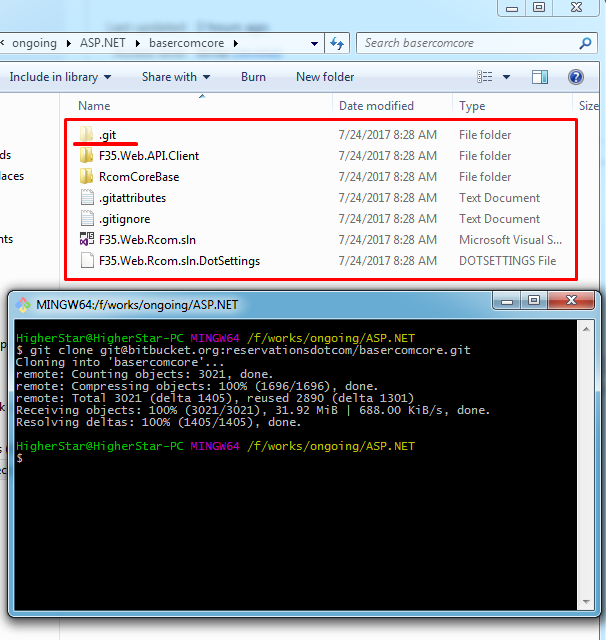 Last updated 2 hours ago
« ongoing ▸ ASP.NET ▸ basercomcore ▸
Search basercomcore
Include in library Share with Burn New folder
Name Date modified Type Size
.git 7/24/2017 8:28 AM File folder
F35.Web.API.Client 7/24/2017 8:28 AM File folder
RcomCoreBase 7/24/2017 8:28 AM File folder
.gitattributes 7/24/2017 8:28 AM Text Document
.gitignore 7/24/2017 8:28 AM Text Document
F35.Web.Rcom.sln 7/24/2017 8:28 AM Microsoft Visual S...
F35.Web.Rcom.sln.DotSettings 7/24/2017 8:28 AM DOTSETTINGS File
ds
laces
nts
MINGW64:/f/works/ongoing/ASP.NET
HigherStar@HigherStar-PC MINGW64 /f/works/ongoing/ASP.NET
$ git clone git@bitbucket.org:reservationsdotcom/basercomcore.git
Cloning into 'basercomcore'...
remote: Counting objects: 3021, done.
remote: Compressing objects: 100% (1696/1696), done.
remote: Total 3021 (delta 1405), reused 2890 (delta 1301)
Receiving objects: 100% (3021/3021), 31.92 MiB | 688.00 KiB/s, done.
Resolving deltas: 100% (1405/1405), done.
HigherStar@HigherStar-PC MINGW64 /f/works/ongoing/ASP.NET
$